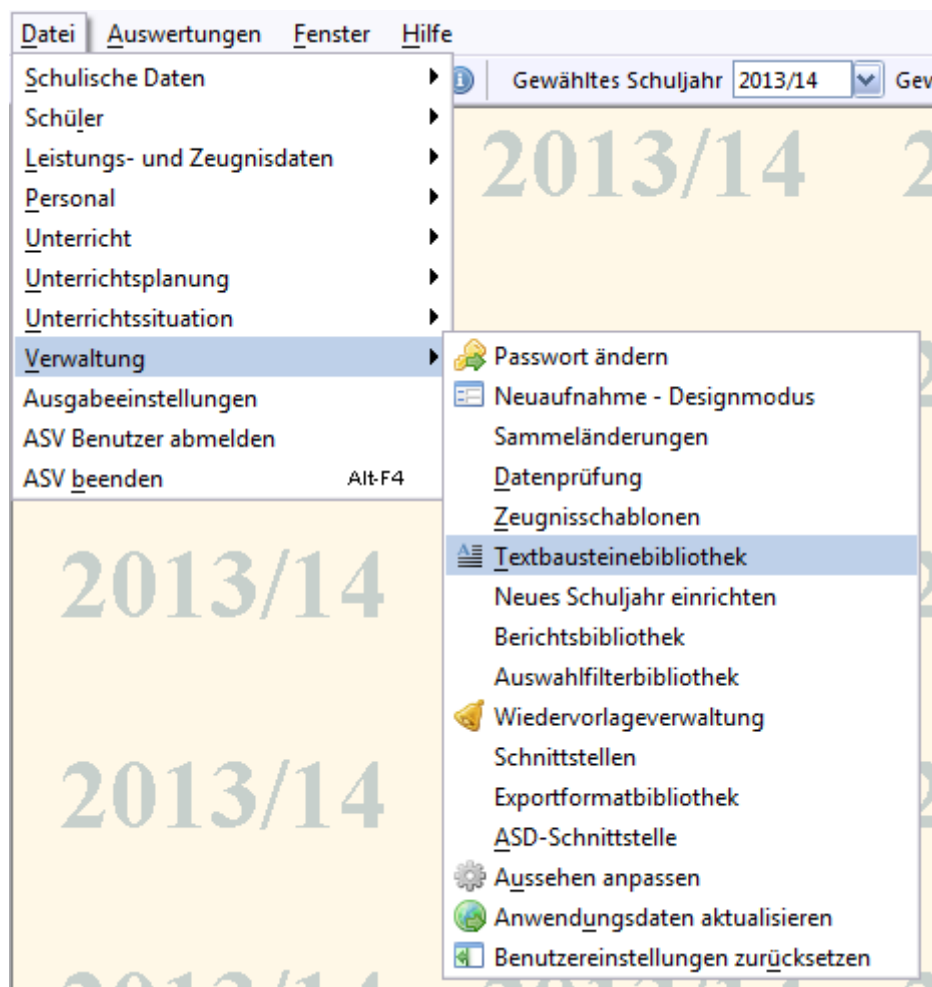 Datei Auswertungen Fenster Hilfe
Gewähltes Schuljahr 2013/14
Schulische Daten
Schüler
Leistungs- und Zeugnisdaten
Personal
Unterricht
Unterrichtsplanung
Unterrichtssituation
Verwaltung
Ausgabeeinstellungen
ASV Benutzer abmelden
ASV beenden Alt-F4
Passwort ändern
Neuaufnahme - Designmodus
Sammeländerungen
Datenprüfung
Zeugnisschablonen
Textbausteinebibliothek
Neues Schuljahr einrichten
Berichtsbibliothek
Auswahlfilterbibliothek
Wiedervorlageverwaltung
Schnittstellen
Exportformatbibliothek
ASD-Schnittstelle
Aussehen anpassen
Anwendungsdaten aktualisieren
Benutzereinstellungen zurücksetzen
2013/14
2013/14
2013/14